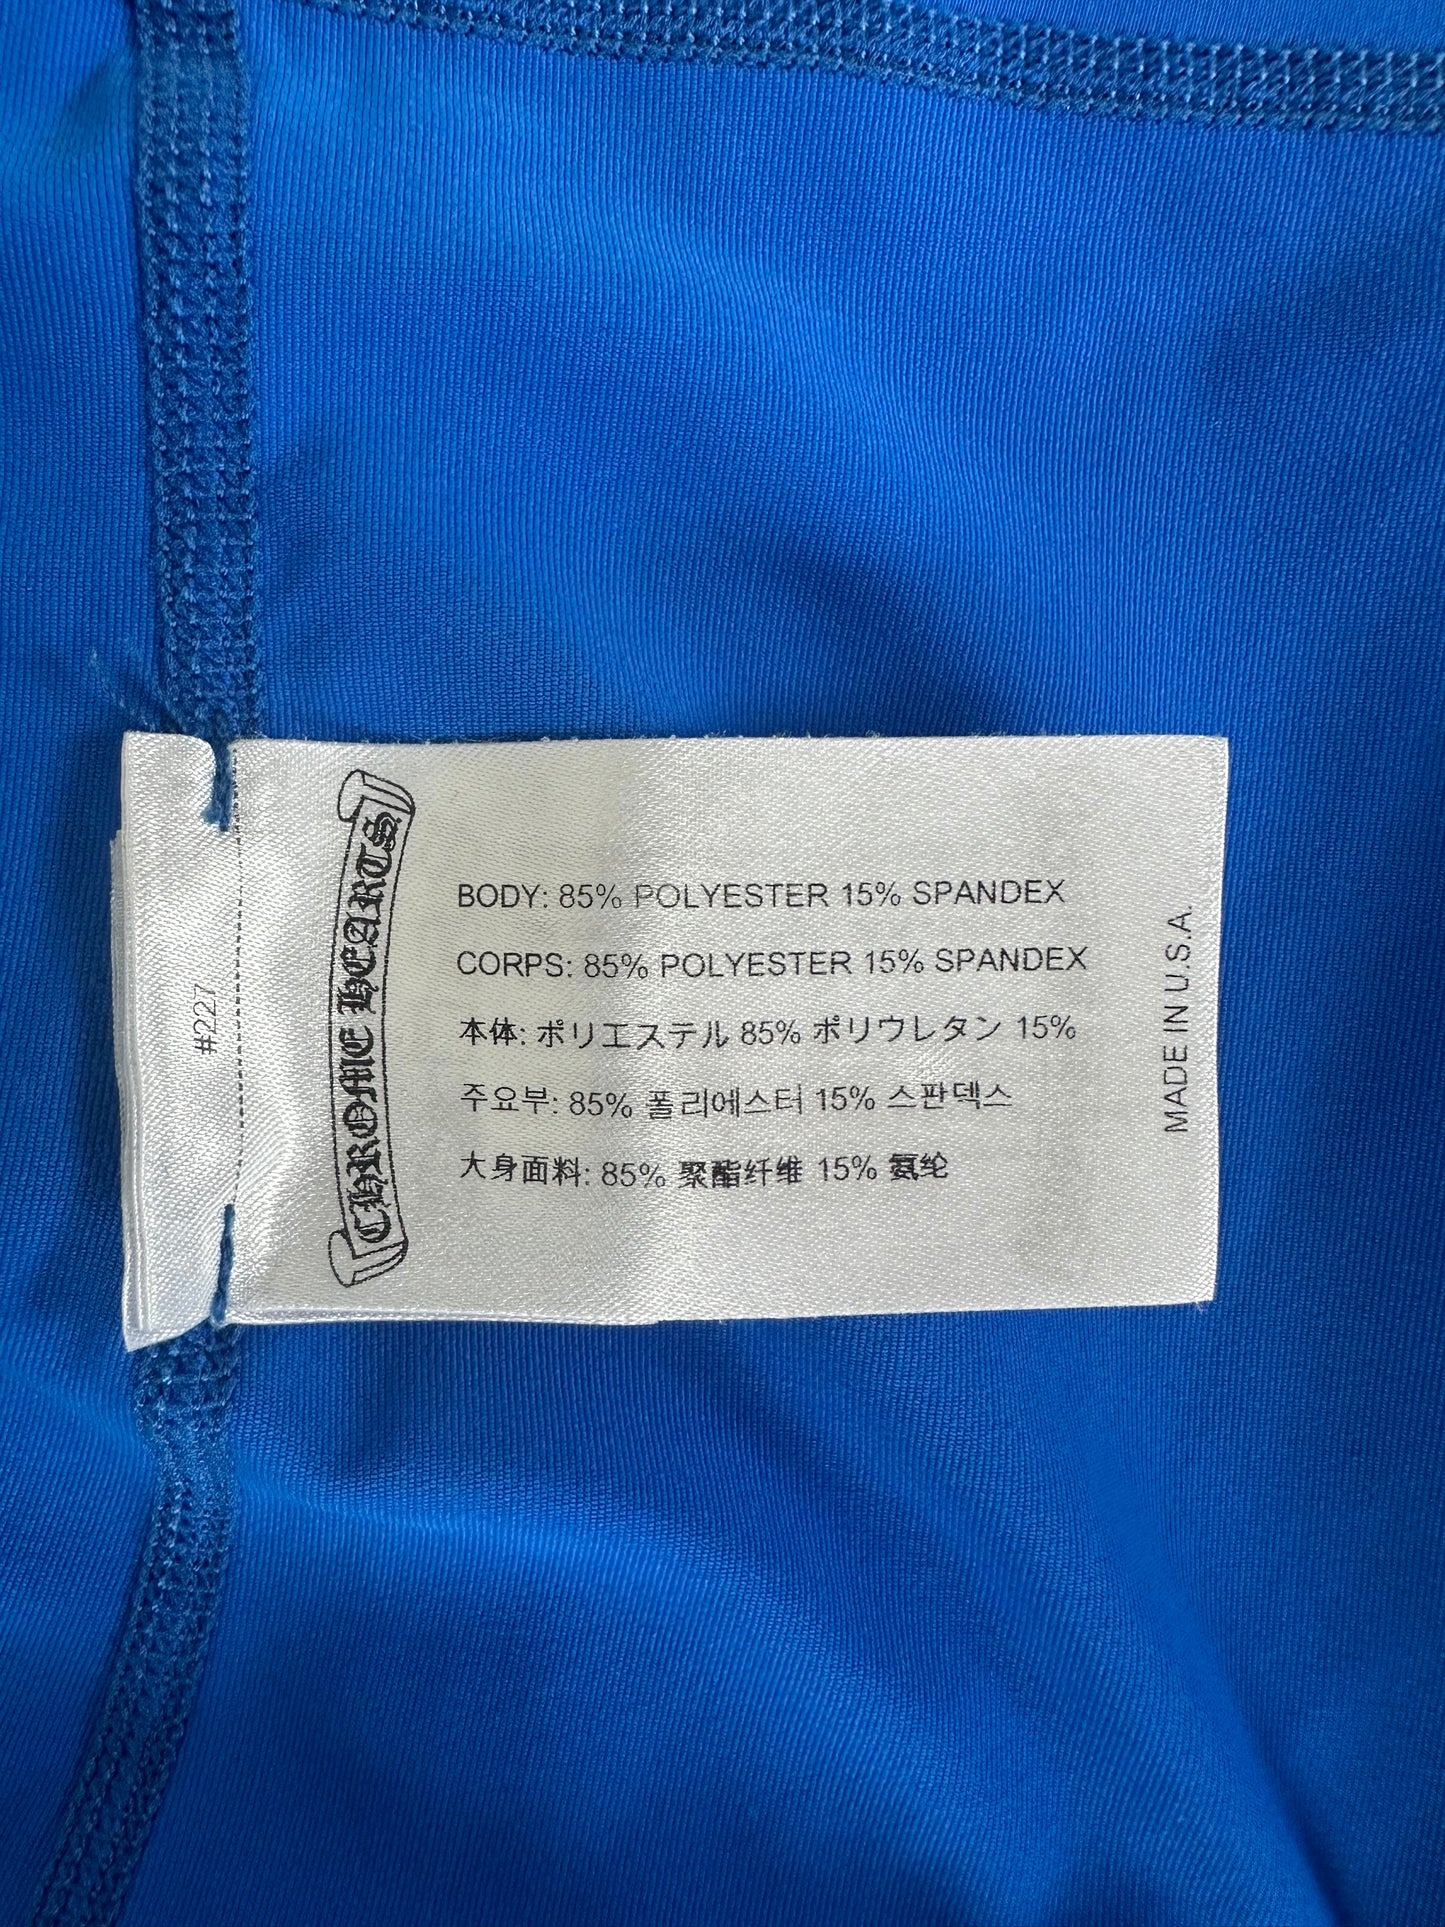 #227
CHROME HEARTS
BODY: 85% POLYESTER 15% SPANDEX
CORPS: 85% POLYESTER 15% SPANDEX
本体: ポリエステル 85% ポリウレタン 15%
주요부: 85% 폴리에스터 15% 스판덱스
大身面料: 85% 聚酯纤维 15% 氨纶
MADE IN U.S.A.